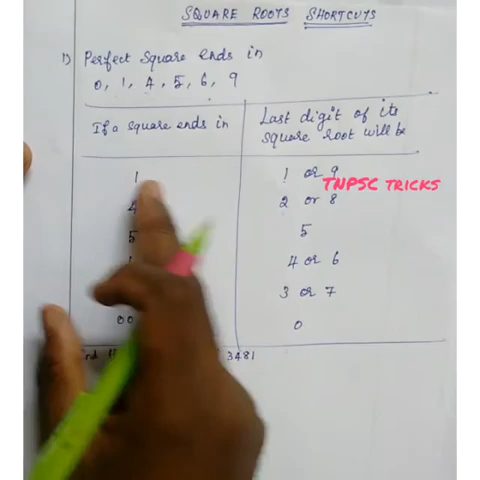 SQUARE ROOTS SHORTCUTS
1) Perfect Square ends in
0, 1, 4, 5, 6, 9
If a square ends in
Last digit of its
square root will be
1
1 or 9
TNPSC TRICKS
4
2 or 8
5
5
4 or 6
3 or 7
00
0
3481